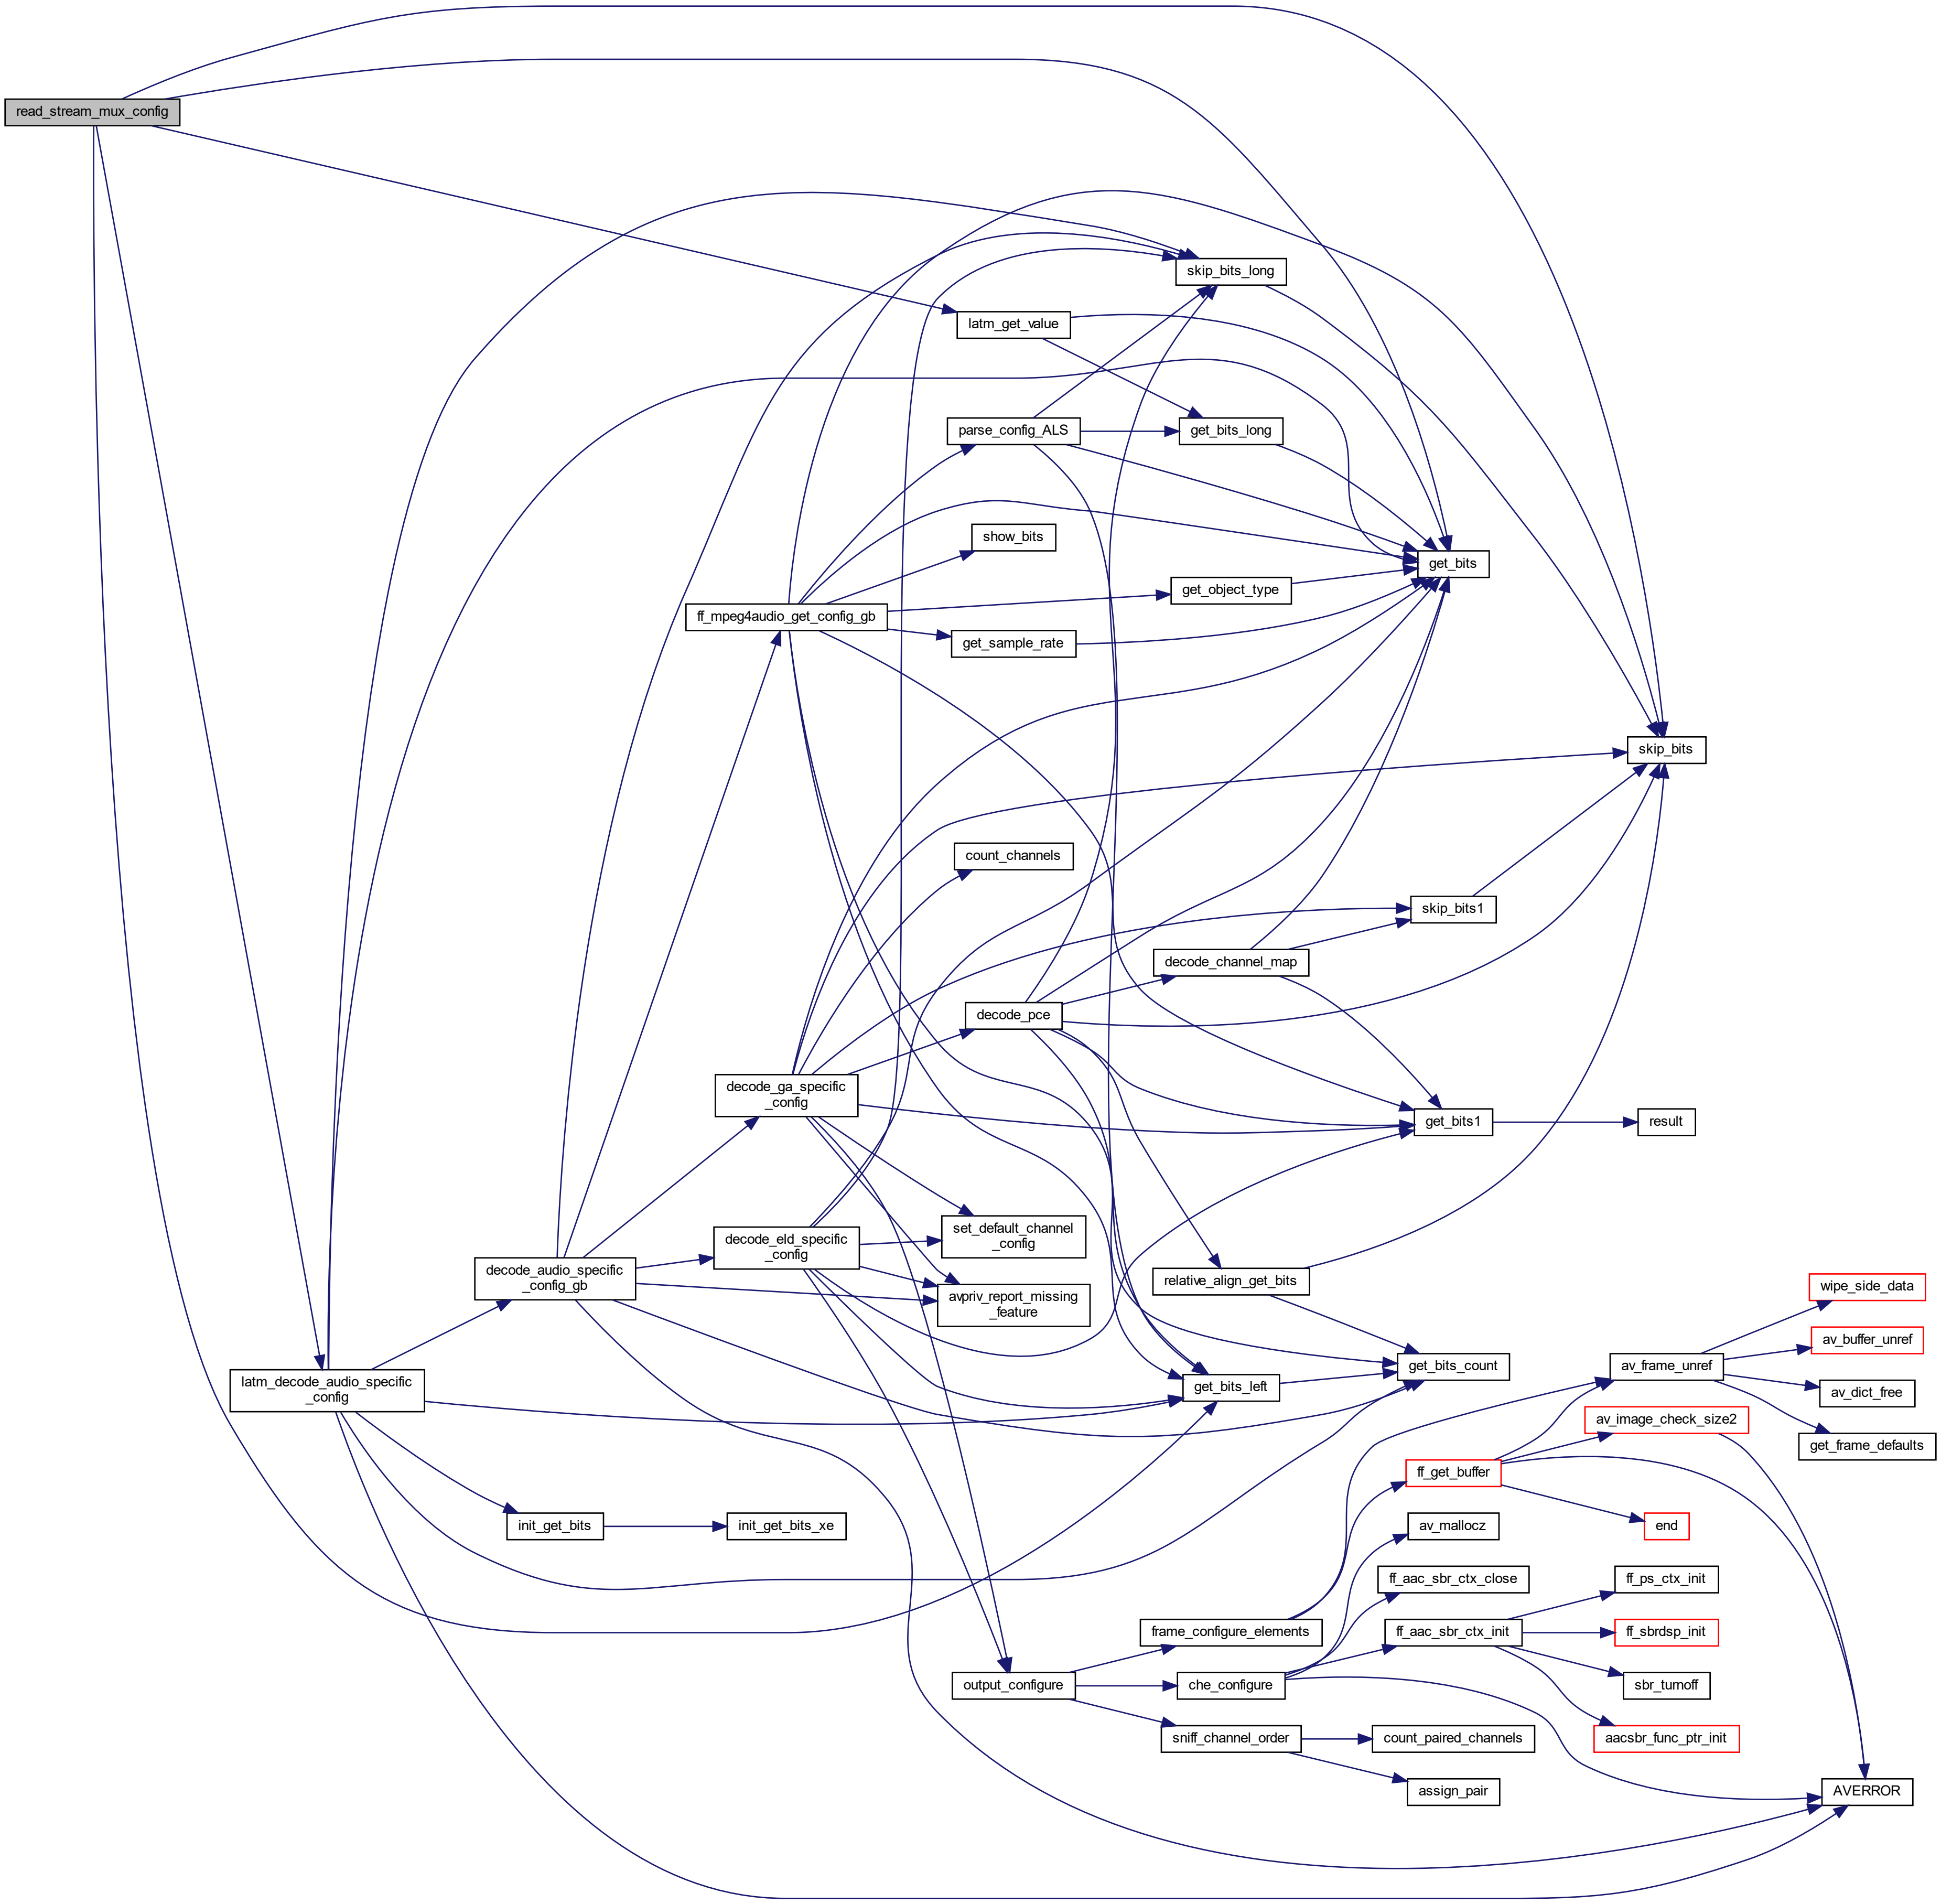 read_stream_mux_config
skip_bits_long
latm_get_value
parse_config_ALS
get_bits_long
show_bits
get_bits
get_object_type
ff_mpeg4audio_get_config_gb
get_sample_rate
skip_bits
count_channels
skip_bits1
decode_channel_map
decode_pce
decode_ga_specific
_config
get_bits1
result
set_default_channel
_config
decode_eld_specific
_config
decode_audio_specific
_config_gb
relative_align_get_bits
wipe_side_data
avpriv_report_missing
_feature
av_buffer_unref
get_bits_count
av_frame_unref
latm_decode_audio_specific
_config
get_bits_left
av_dict_free
av_image_check_size2
get_frame_defaults
ff_get_buffer
init_get_bits
init_get_bits_xe
av_mallocz
end
ff_aac_sbr_ctx_close
ff_ps_ctx_init
frame_configure_elements
ff_aac_sbr_ctx_init
ff_sbrdsp_init
output_configure
che_configure
sbr_turnoff
sniff_channel_order
count_paired_channels
aacsbr_func_ptr_init
assign_pair
AVERROR